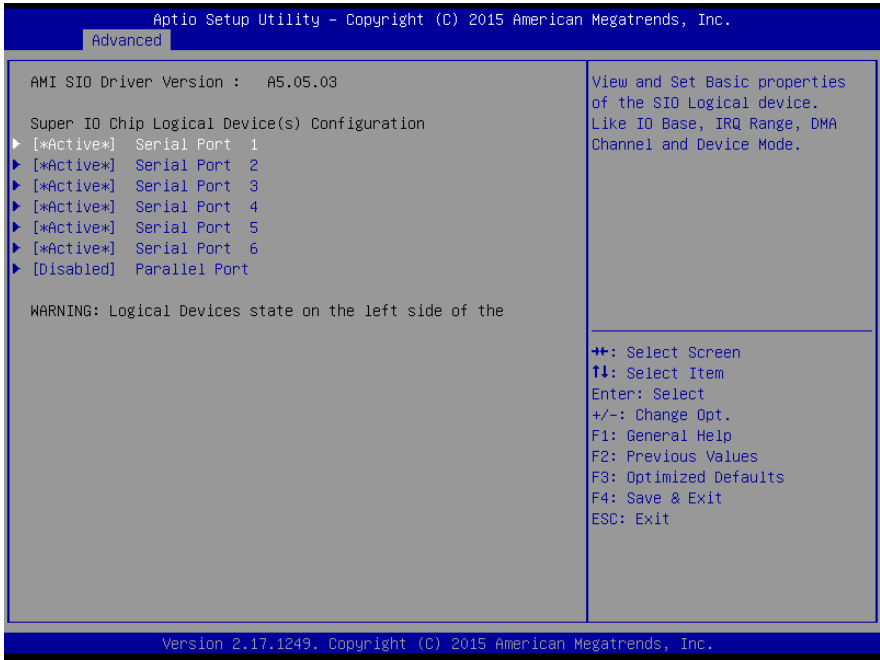 Aptio Setup Utility – Copyright (C) 2015 American Megatrends, Inc.
Advanced
AMI SIO Driver Version : A5.05.03
Super IO Chip Logical Device(s) Configuration
[*Active*] Serial Port 1
[*Active*] Serial Port 2
[*Active*] Serial Port 3
[*Active*] Serial Port 4
[*Active*] Serial Port 5
[*Active*] Serial Port 6
[Disabled] Parallel Port
WARNING: Logical Devices state on the left side of the
View and Set Basic properties
of the SIO Logical device.
Like IO Base, IRQ Range, DMA
Channel and Device Mode.
→←: Select Screen
↑↓: Select Item
Enter: Select
+/-: Change Opt.
F1: General Help
F2: Previous Values
F3: Optimized Defaults
F4: Save & Exit
ESC: Exit
Version 2.17.1249. Copyright (C) 2015 American Megatrends, Inc.